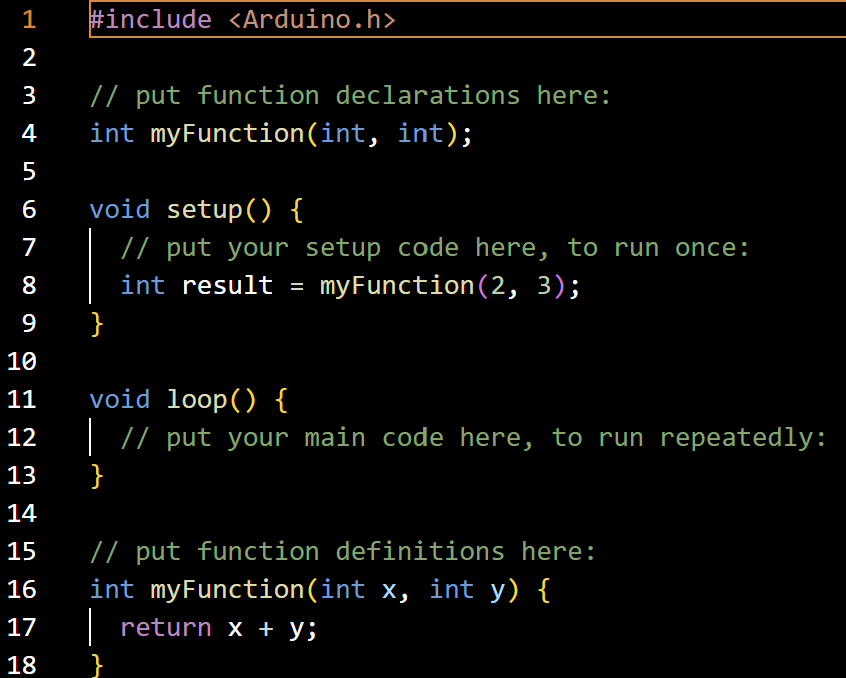 1 #include <Arduino.h>
2
3 // put function declarations here:
4 int myFunction(int, int);
5
6 void setup() {
7   // put your setup code here, to run once:
8   int result = myFunction(2, 3);
9 }
10
11 void loop() {
12   // put your main code here, to run repeatedly:
13 }
14
15 // put function definitions here:
16 int myFunction(int x, int y) {
17   return x + y;
18 }